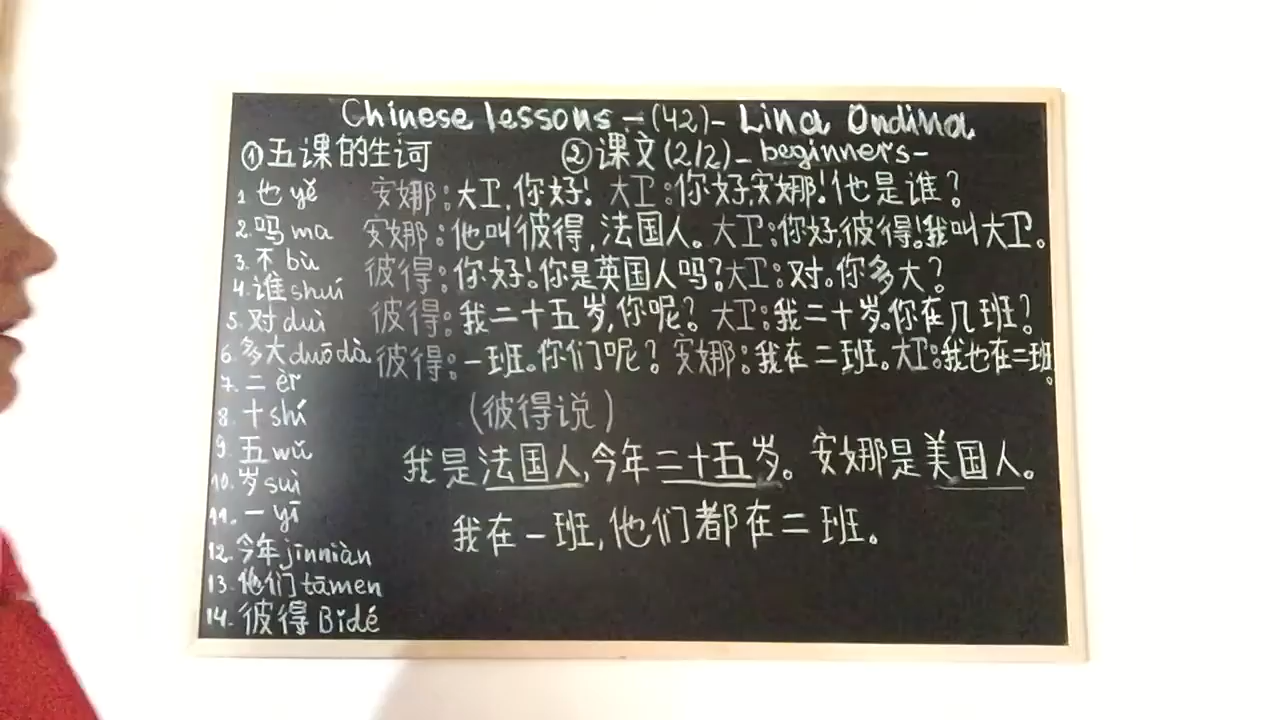 Chinese lessons - (42) - Lina Ondina
①五课的生词
②课文(2/2) - beginners -
1. 也 yě
2. 吗 ma
3. 不 bù
4. 谁 shuí
5. 对 duì
6. 多大 duōdà
7. 二 èr
8. 十 shí
9. 五 wǔ
10. 岁 suì
11. 一 yī
12. 今年 jīnniàn
13. 他们 tāmen
14. 彼得 Bǐdé
安娜:大卫,你好! 大卫:你好,安娜!他是谁?
安娜:他叫彼得,法国人。大卫:你好,彼得!我叫大卫。
彼得:你好!你是英国人吗?大卫:对。你多大?
彼得:我二十五岁,你呢?大卫:我二十岁。你在几班?
彼得:一班。你们呢?安娜:我在二班。大卫:我也在二班。
(彼得说)
我是法国人,今年二十五岁。安娜是美国人。
我在一班,他们都在二班。